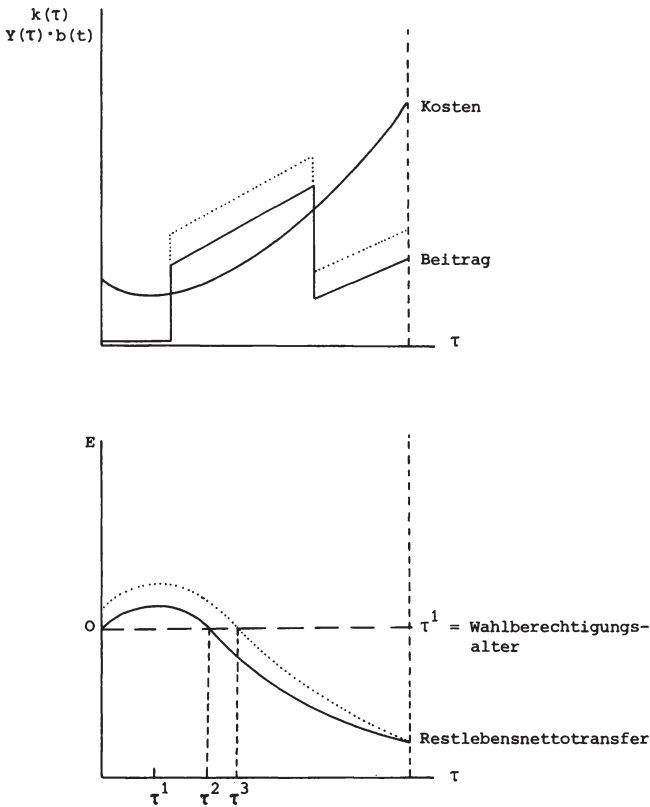 k(τ)
Y(τ)·b(t)
Kosten
Beitrag
τ
E
0
τ¹ = Wahlberechtigungs-
alter
Restlebensnettotransfer
τ
τ¹ τ² τ³